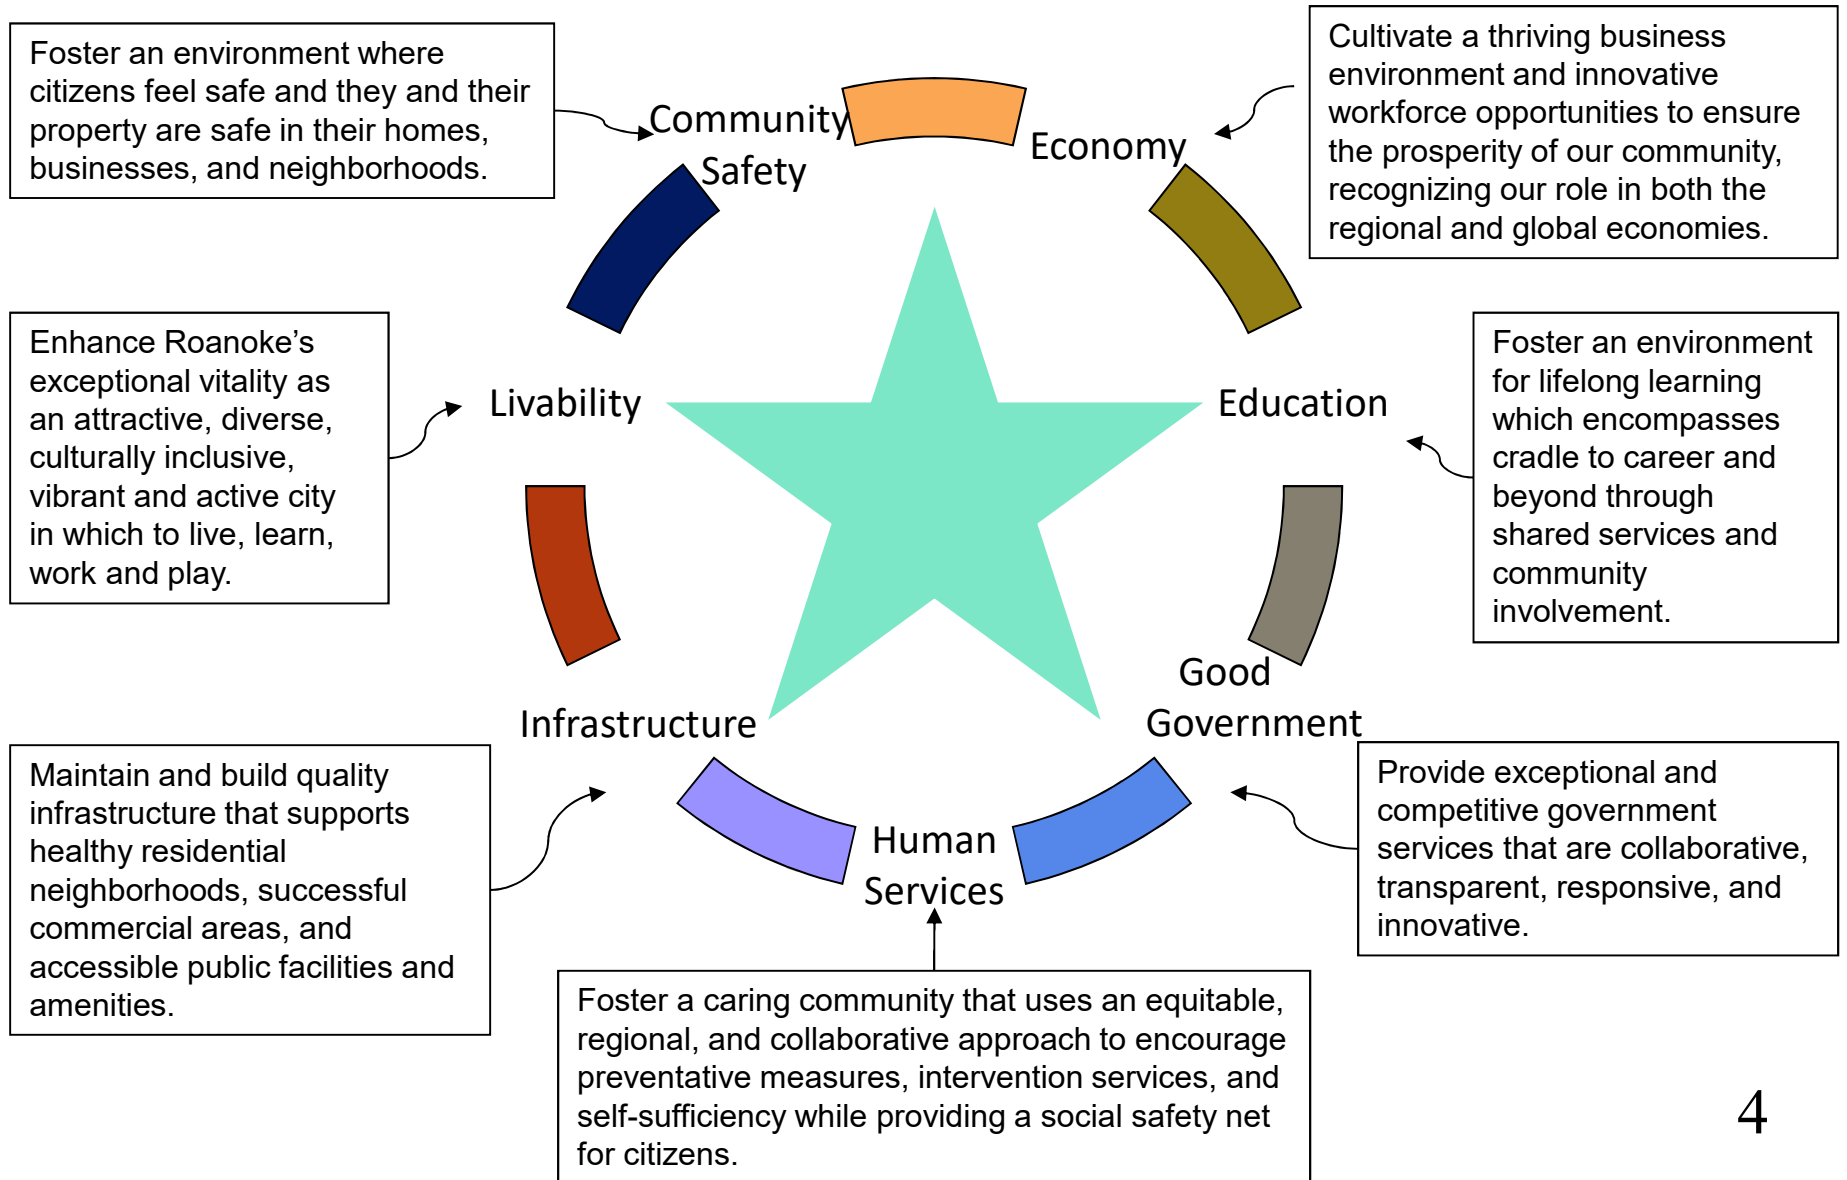 Foster an environment where
citizens feel safe and they and their
property are safe in their homes,
businesses, and neighborhoods.
Community
Safety
Economy
Cultivate a thriving business
environment and innovative
workforce opportunities to ensure
the prosperity of our community,
recognizing our role in both the
regional and global economies.
Enhance Roanoke’s
exceptional vitality as
an attractive, diverse,
culturally inclusive,
vibrant and active city
in which to live, learn,
work and play.
Livability
Education
Foster an environment
for lifelong learning
which encompasses
cradle to career and
beyond through
shared services and
community
involvement.
Infrastructure
Good
Government
Maintain and build quality
infrastructure that supports
healthy residential
neighborhoods, successful
commercial areas, and
accessible public facilities and
amenities.
Human
Services
Provide exceptional and
competitive government
services that are collaborative,
transparent, responsive, and
innovative.
Foster a caring community that uses an equitable,
regional, and collaborative approach to encourage
preventative measures, intervention services, and
self-sufficiency while providing a social safety net
for citizens.
4